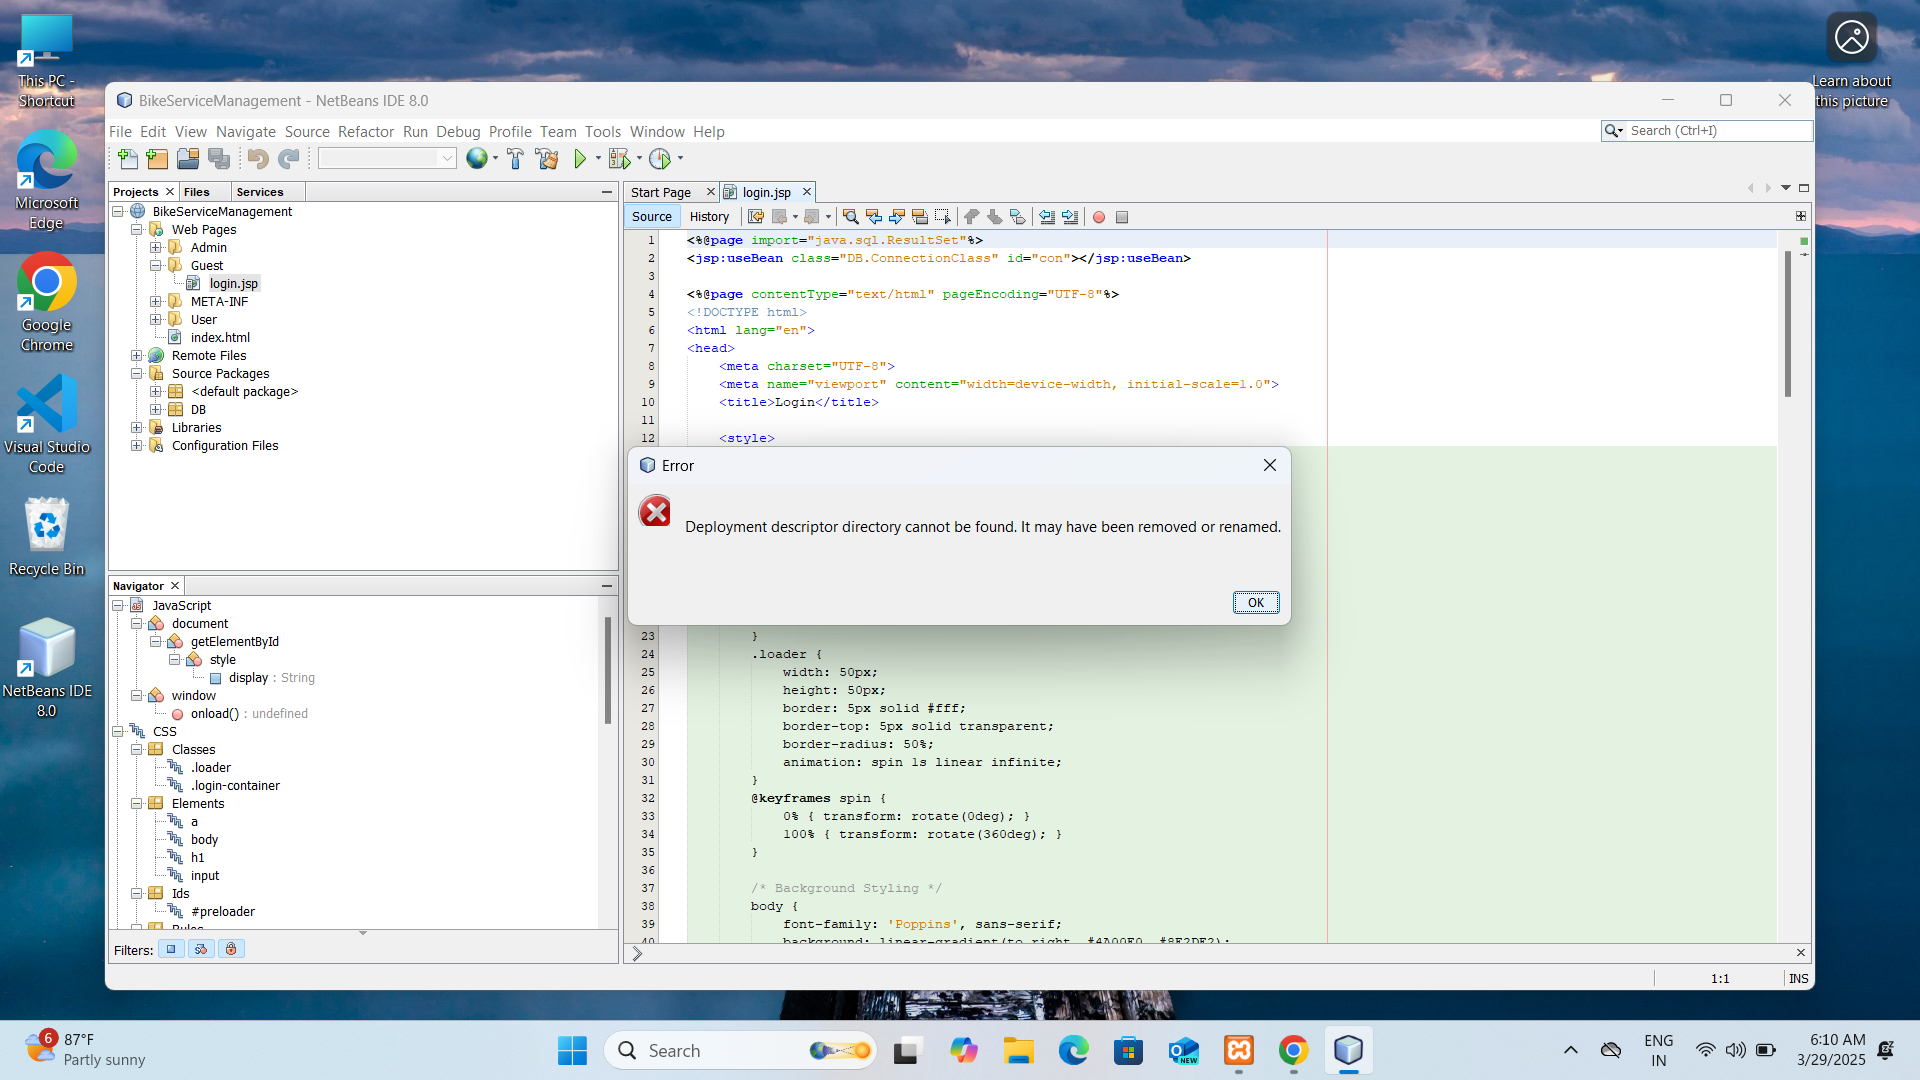 This PC -
Shortcut
Microsoft
Edge
Google
Chrome
Visual Studio
Code
Recycle Bin
NetBeans IDE
8.0
Learn about
this picture
BikeServiceManagement - NetBeans IDE 8.0
File Edit View Navigate Source Refactor Run Debug Profile Team Tools Window Help
Search (Ctrl+I)
Projects Files Services
BikeServiceManagement
Web Pages
Admin
Guest
login.jsp
META-INF
User
index.html
Remote Files
Source Packages
<default package>
DB
Libraries
Configuration Files
Navigator
JavaScript
document
getElementById
style
display : String
window
onload() : undefined
CSS
Classes
.loader
.login-container
Elements
a
body
h1
input
Ids
#preloader
Rules
Filters:
Start Page login.jsp
Source History
1 <%@page import="java.sql.ResultSet"%>
2 <jsp:useBean class="DB.ConnectionClass" id="con"></jsp:useBean>
3
4 <%@page contentType="text/html" pageEncoding="UTF-8"%>
5 <!DOCTYPE html>
6 <html lang="en">
7 <head>
8 <meta charset="UTF-8">
9 <meta name="viewport" content="width=device-width, initial-scale=1.0">
10 <title>Login</title>
11
12 <style>
Error
Deployment descriptor directory cannot be found. It may have been removed or renamed.
OK
23 }
24 .loader {
25 width: 50px;
26 height: 50px;
27 border: 5px solid #fff;
28 border-top: 5px solid transparent;
29 border-radius: 50%;
30 animation: spin 1s linear infinite;
31 }
32 @keyframes spin {
33 0% { transform: rotate(0deg); }
34 100% { transform: rotate(360deg); }
35 }
36
37 /* Background Styling */
38 body {
39 font-family: 'Poppins', sans-serif;
40 background: linear-gradient(to right, #4A00E0, #8E2DE2);
1:1 INS
6 87°F
Partly sunny
Search
NEW
ENG
IN
6:10 AM
3/29/2025